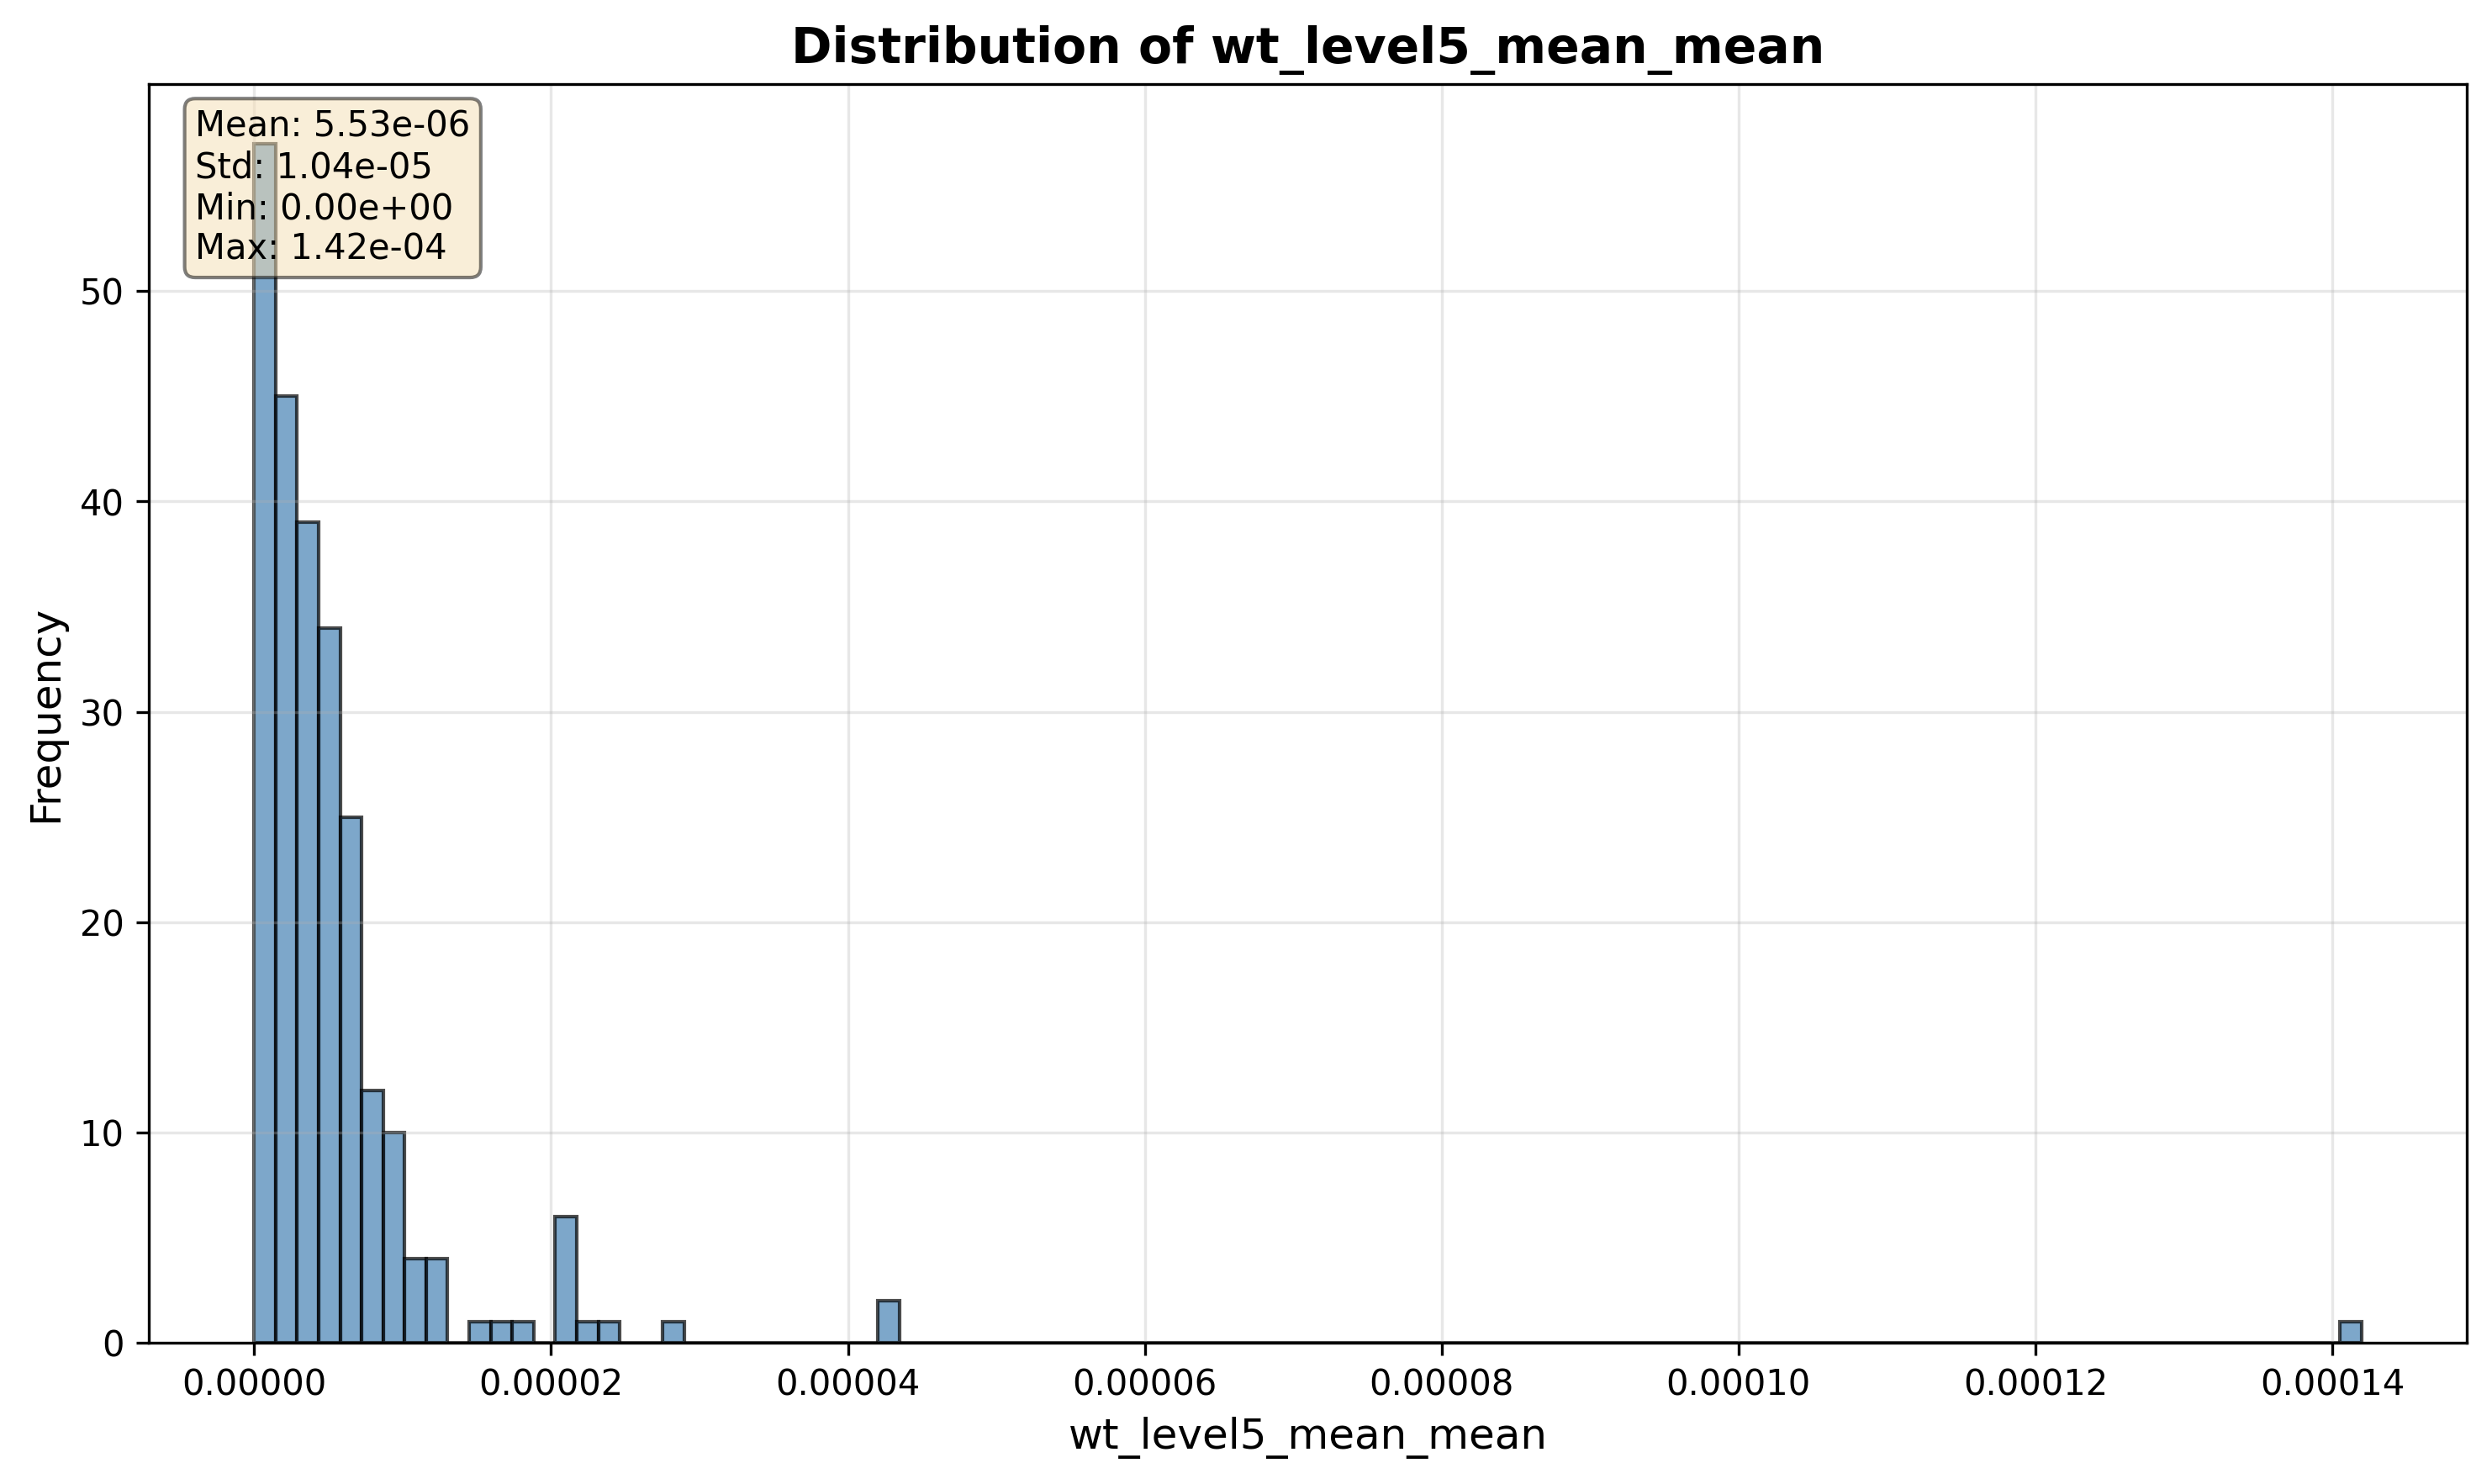 Distribution of wt_level5_mean_mean
Mean: 5.53e-06
Std: 1.04e-05
Min: 0.00e+00
Max: 1.42e-04
50
40
30
20
10
0
Frequency
0.00000 0.00002 0.00004 0.00006 0.00008 0.00010 0.00012 0.00014
wt_level5_mean_mean